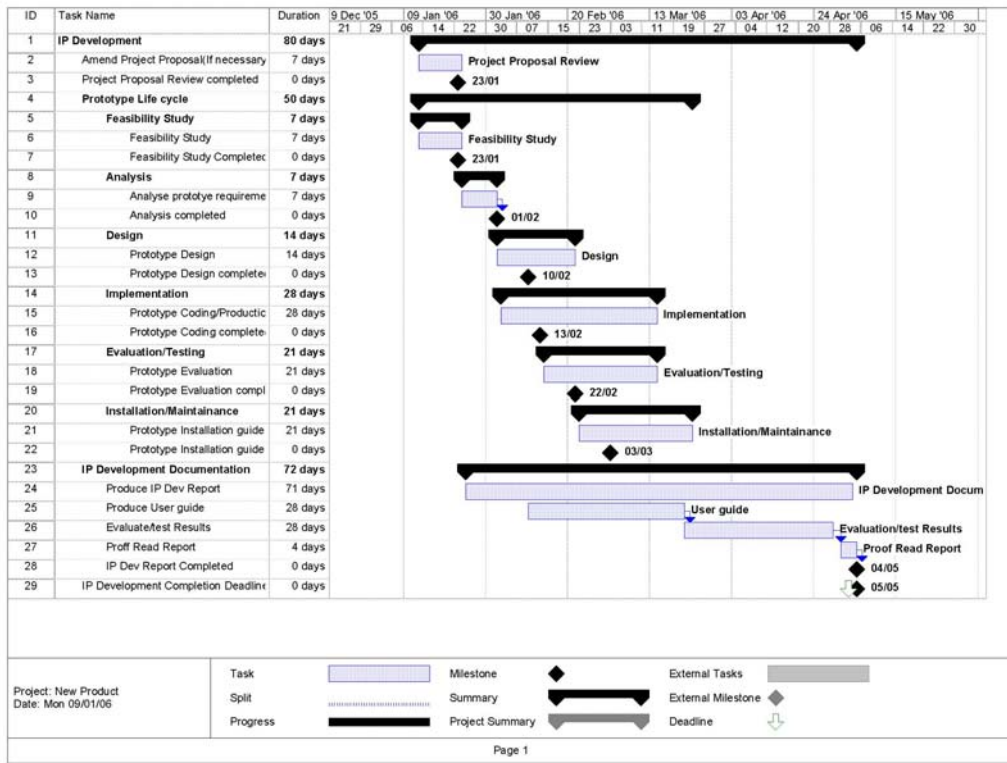 ID Task Name Duration 9 Dec '05 09 Jan '06 30 Jan '06 20 Feb '06 13 Mar '06 03 Apr '06 24 Apr '06 15 May '06
21 29 06 14 22 30 07 15 23 03 11 19 27 04 12 20 28 06 14 22 30
1 IP Development 80 days
2 Amend Project Proposal(If necessary 7 days Project Proposal Review
3 Project Proposal Review completed 0 days 23/01
4 Prototype Life cycle 50 days
5 Feasibility Study 7 days
6 Feasibility Study 7 days Feasibility Study
7 Feasibility Study Completed 0 days 23/01
8 Analysis 7 days
9 Analyse prototye requireme 7 days
10 Analysis completed 0 days 01/02
11 Design 14 days
12 Prototype Design 14 days Design
13 Prototype Design complete 0 days 10/02
14 Implementation 28 days
15 Prototype Coding/Productic 28 days Implementation
16 Prototype Coding complete 0 days 13/02
17 Evaluation/Testing 21 days
18 Prototype Evaluation 21 days Evaluation/Testing
19 Prototype Evaluation compl 0 days 22/02
20 Installation/Maintainance 21 days
21 Prototype Installation guide 21 days Installation/Maintainance
22 Prototype Installation guide 0 days 03/03
23 IP Development Documentation 72 days
24 Produce IP Dev Report 71 days IP Development Docum
25 Produce User guide 28 days User guide
26 Evaluate/test Results 28 days Evaluation/test Results
27 Proff Read Report 4 days Proof Read Report
28 IP Dev Report Completed 0 days 04/05
29 IP Development Completion Deadline 0 days 05/05
Project: New Product
Date: Mon 09/01/06
Task Milestone External Tasks
Split Summary External Milestone
Progress Project Summary Deadline
Page 1